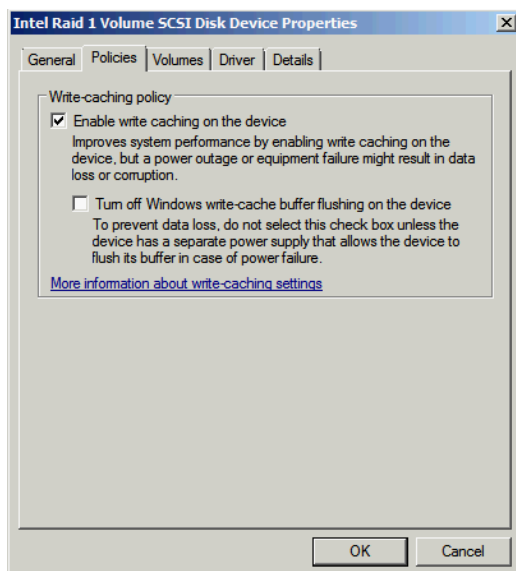 Intel Raid 1 Volume SCSI Disk Device Properties
General Policies Volumes Driver Details
Write-caching policy
Enable write caching on the device
Improves system performance by enabling write caching on the
device, but a power outage or equipment failure might result in data
loss or corruption.
Turn off Windows write-cache buffer flushing on the device
To prevent data loss, do not select this check box unless the
device has a separate power supply that allows the device to
flush its buffer in case of power failure.
More information about write-caching settings
OK Cancel